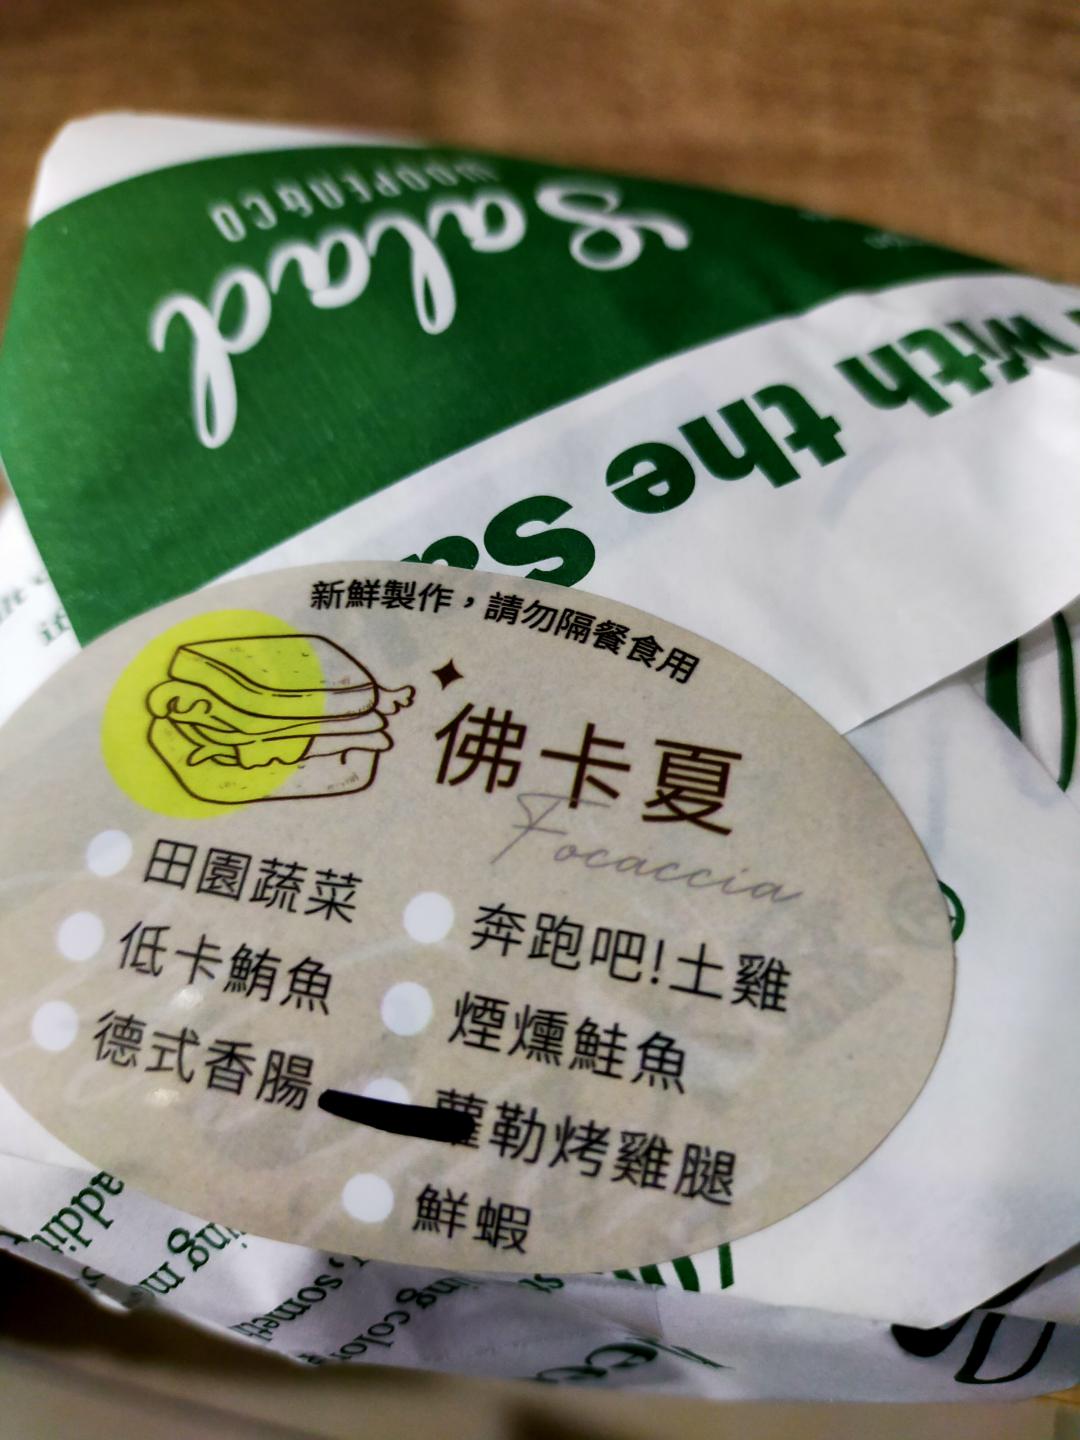 Salad
WOOPEN&CO
with the Sa
新鮮製作，請勿隔餐食用
佛卡夏
Focaccia
田園蔬菜
低卡鮪魚
德式香腸
奔跑吧!土雞
煙燻鮭魚
蘿勒烤雞腿
鮮蝦